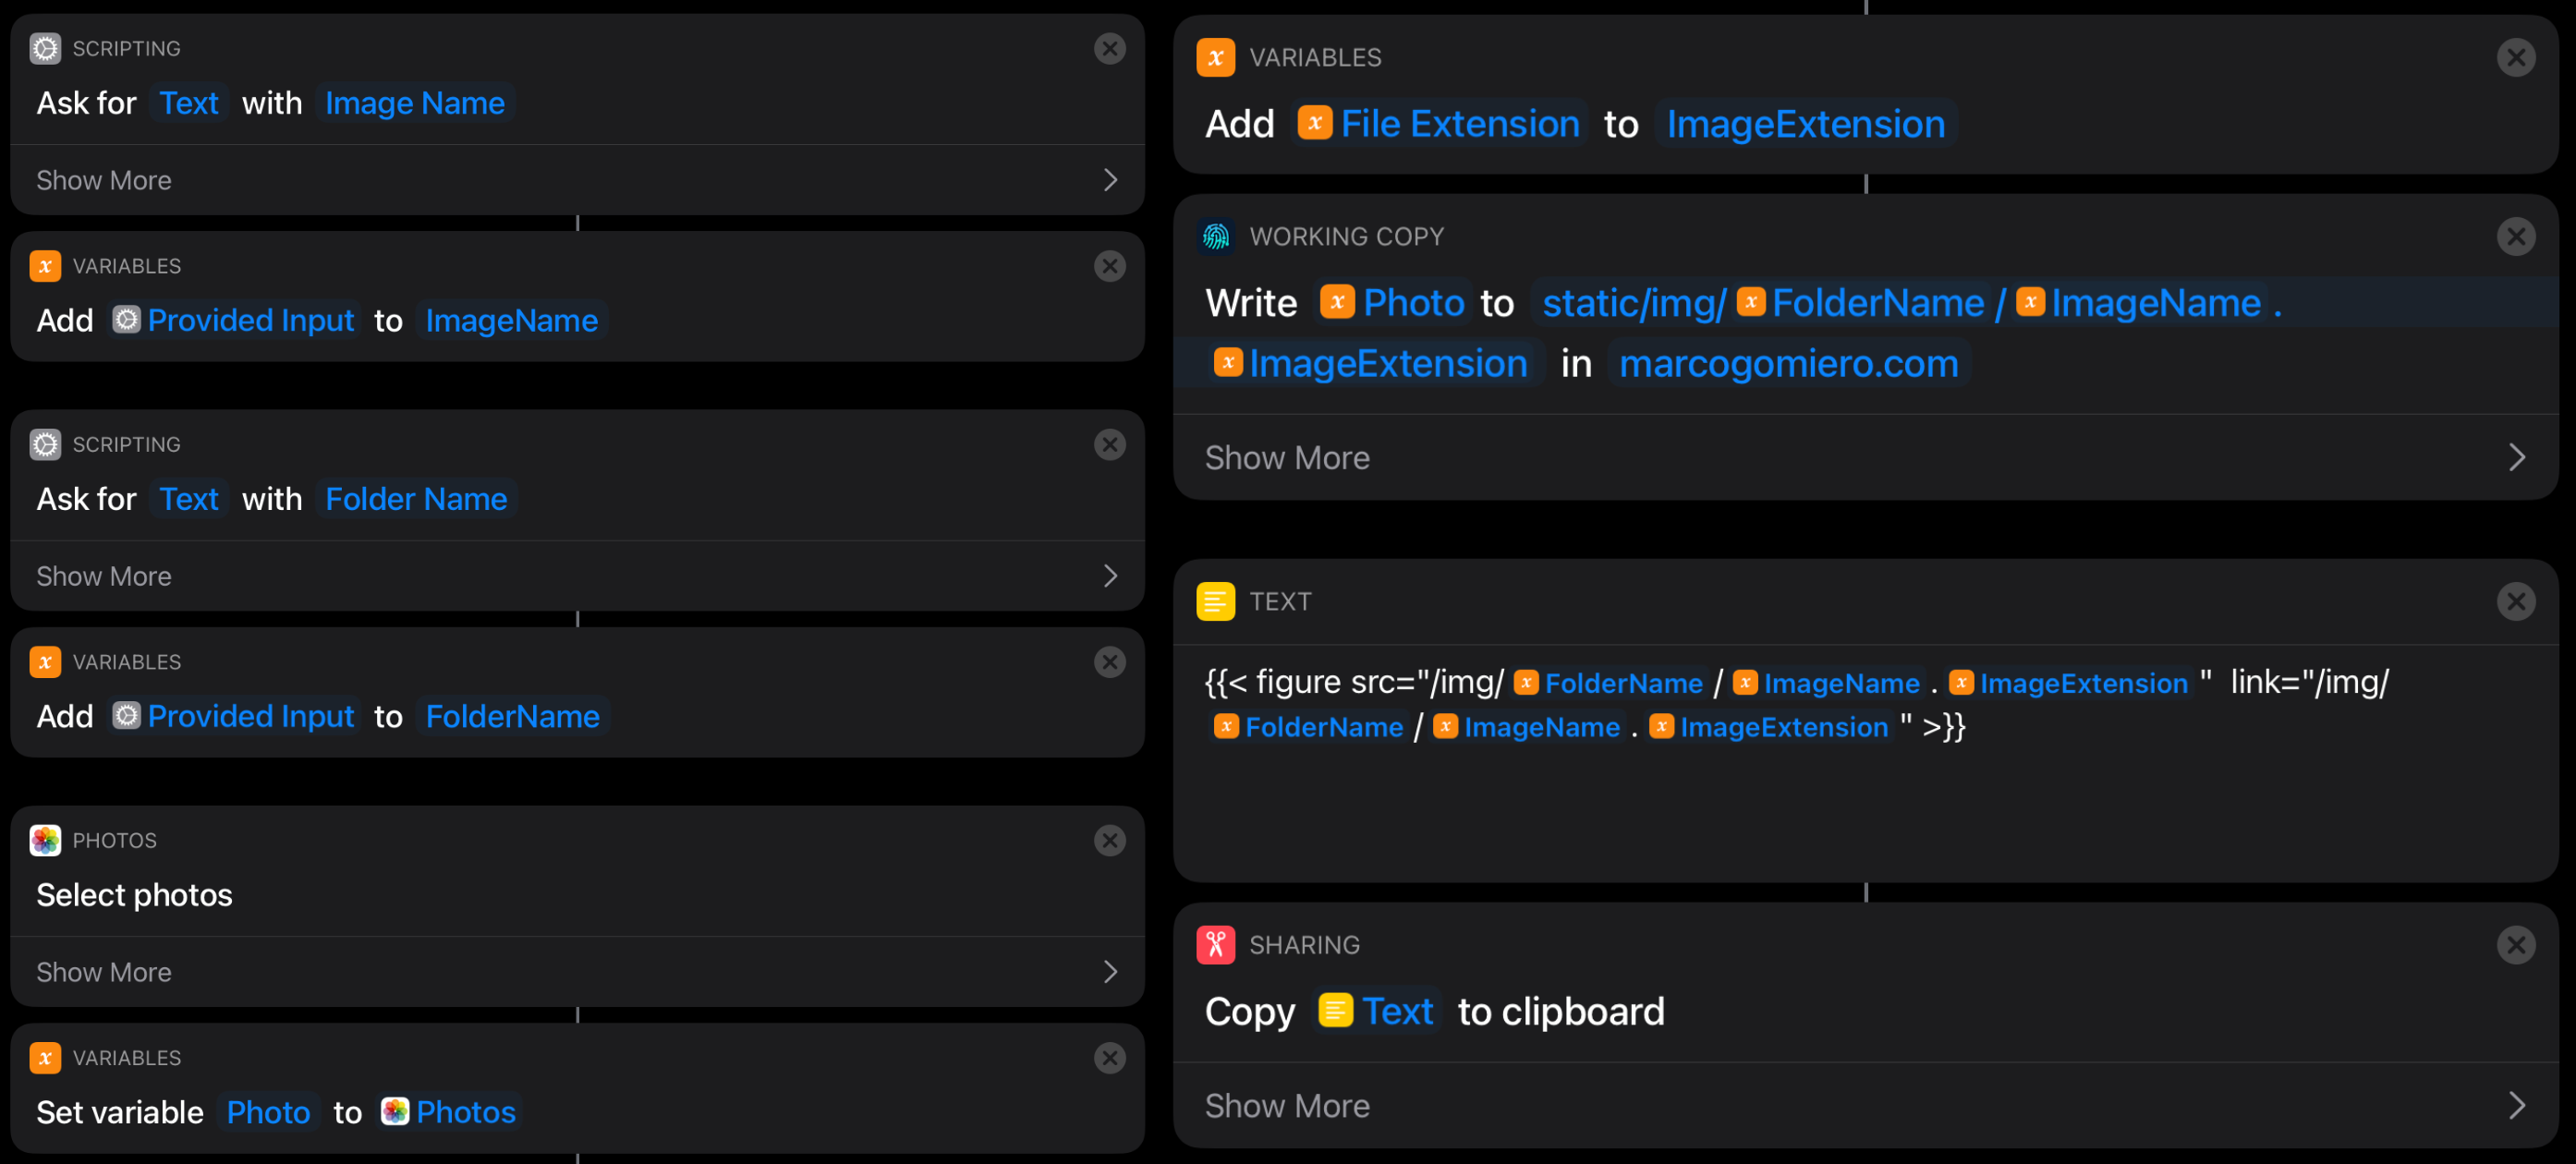 SCRIPTING
Ask for Text with Image Name
Show More
VARIABLES
Add Provided Input to ImageName
SCRIPTING
Ask for Text with Folder Name
Show More
VARIABLES
Add Provided Input to FolderName
PHOTOS
Select photos
Show More
VARIABLES
Set variable Photo to Photos
VARIABLES
Add File Extension to ImageExtension
WORKING COPY
Write Photo to static/img/ FolderName / ImageName .
ImageExtension in marcogomiero.com
Show More
TEXT
{{< figure src="/img/ FolderName / ImageName . ImageExtension " link="/img/
FolderName / ImageName . ImageExtension " >}}
SHARING
Copy Text to clipboard
Show More